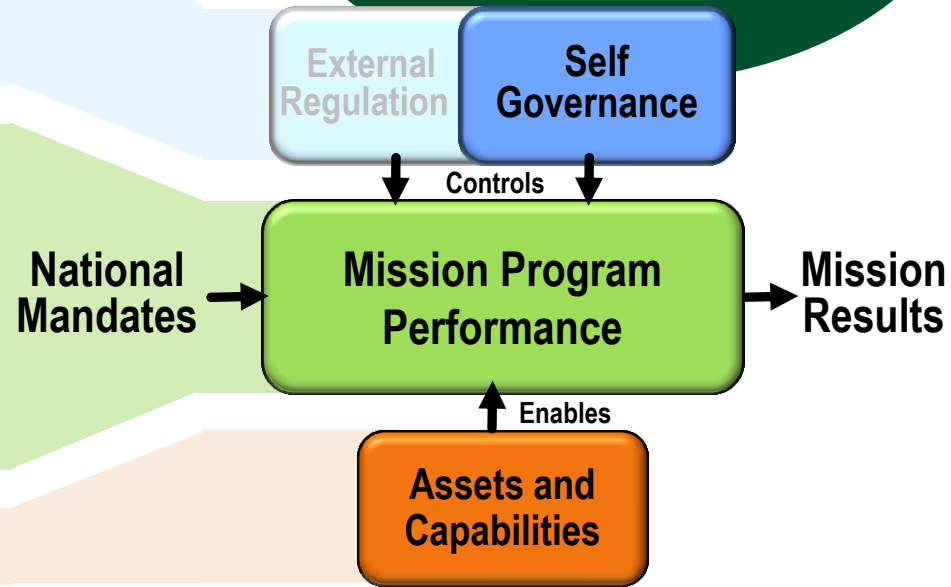 External
Regulation
Self
Governance
Controls
National
Mandates
Mission Program
Performance
Mission
Results
Enables
Assets and
Capabilities